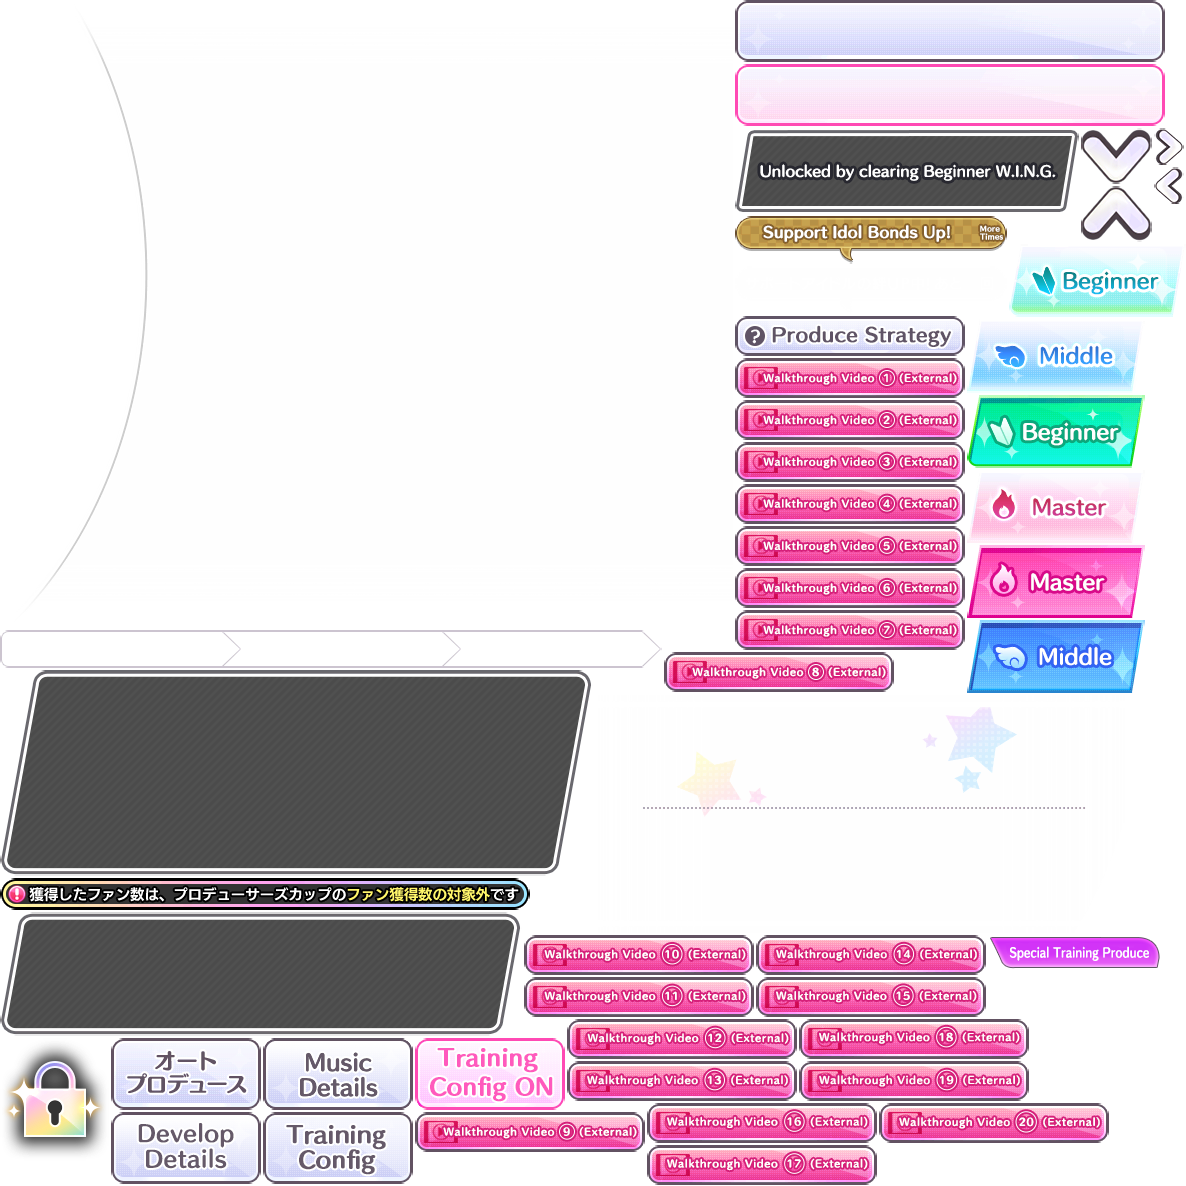 Unlocked by clearing Beginner W.I.N.G.
Support Idol Bonds Up!
More
Times
Beginner
Produce Strategy
Middle
Walkthrough Video ① (External)
Walkthrough Video ② (External)
Beginner
Walkthrough Video ③ (External)
Walkthrough Video ④ (External)
Master
Walkthrough Video ⑤ (External)
Walkthrough Video ⑥ (External)
Master
Walkthrough Video ⑦ (External)
Middle
Walkthrough Video ⑧ (External)
獲得したファン数は、プロデューサーズカップのファン獲得数の対象外です
Walkthrough Video ⑩ (External)
Walkthrough Video ⑭ (External)
Special Training Produce
Walkthrough Video ⑪ (External)
Walkthrough Video ⑮ (External)
Walkthrough Video ⑫ (External)
Walkthrough Video ⑱ (External)
オート
プロデュース
Music
Details
Training
Config ON
Walkthrough Video ⑬ (External)
Walkthrough Video ⑲ (External)
Develop
Details
Training
Config
Walkthrough Video ⑨ (External)
Walkthrough Video ⑯ (External)
Walkthrough Video ⑳ (External)
Walkthrough Video ⑰ (External)